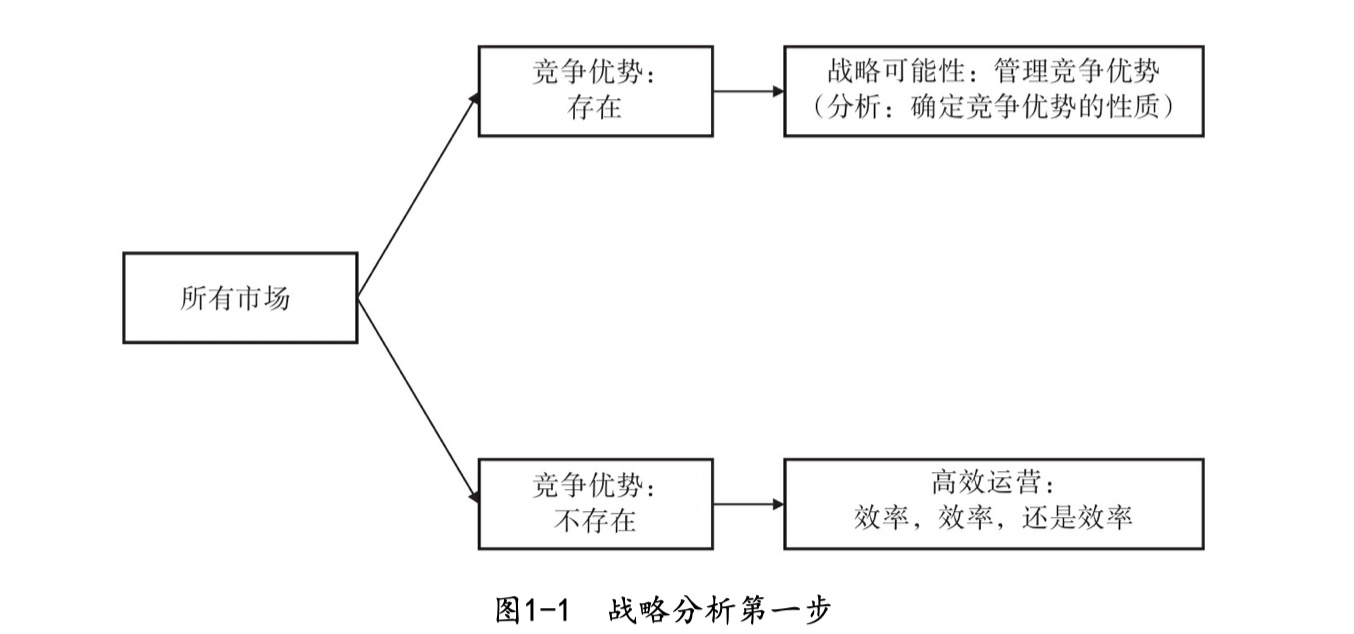 竞争优势：
存在
战略可能性：管理竞争优势
（分析：确定竞争优势的性质）
所有市场
竞争优势：
不存在
高效运营：
效率，效率，还是效率
图1-1 战略分析第一步